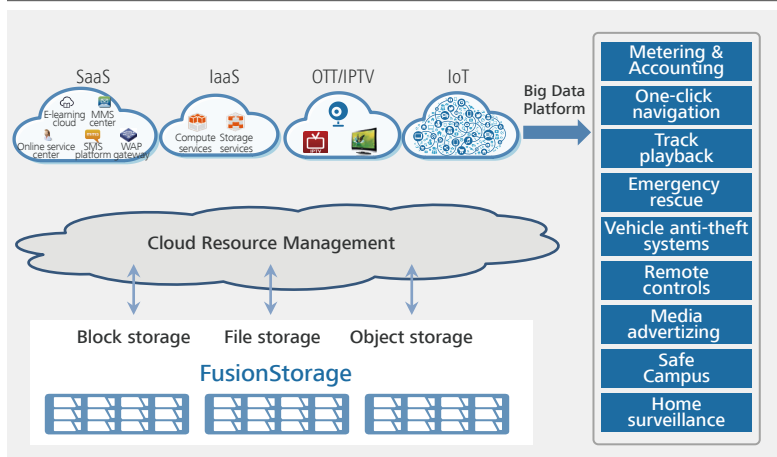 SaaS
IaaS
OTT/IPTV
IoT
E-learning
cloud
MMS
center
Online service
center
SMS
platform
WAP
gateway
Compute
services
Storage
services
IPTV
Big Data
Platform
Cloud Resource Management
Block storage
File storage
Object storage
FusionStorage
Metering &
Accounting
One-click
navigation
Track
playback
Emergency
rescue
Vehicle anti-theft
systems
Remote
controls
Media
advertizing
Safe
Campus
Home
surveillance